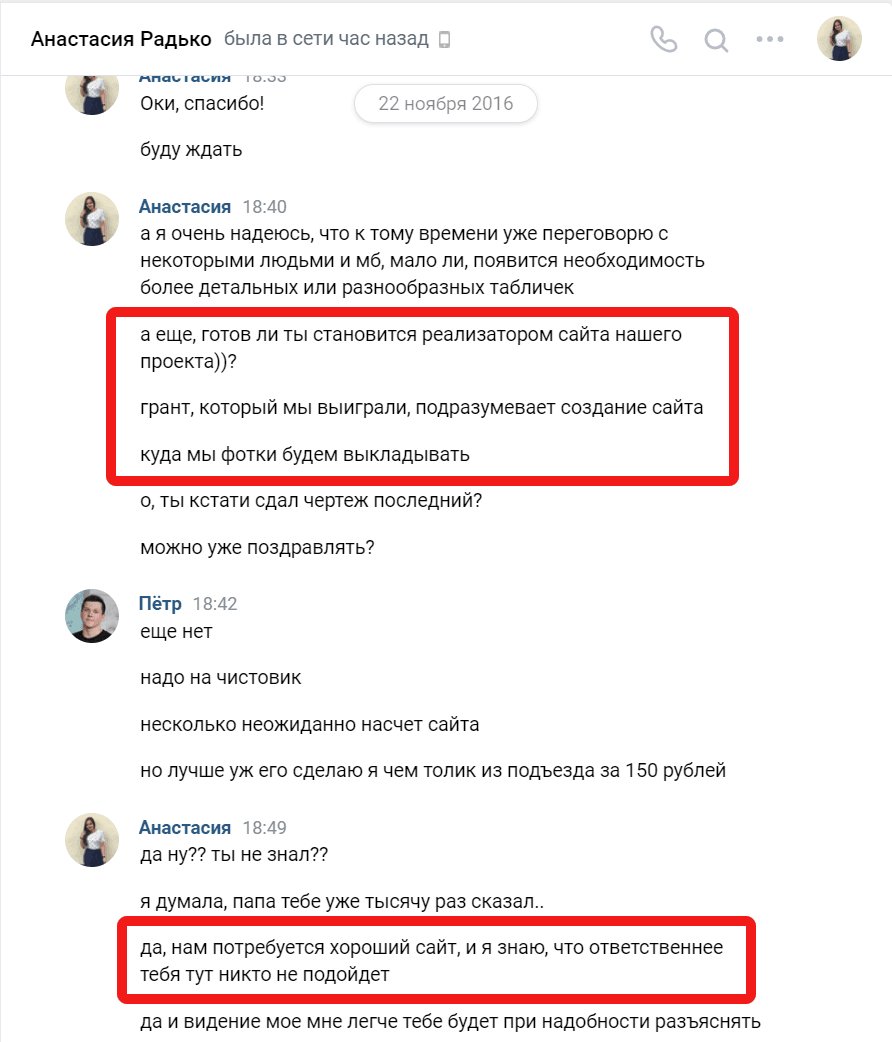 Анастасия Радько была в сети час назад
Анастасия 18:33
Оки, спасибо!
22 ноября 2016
буду ждать
Анастасия 18:40
а я очень надеюсь, что к тому времени уже переговорю с
некоторыми людьми и мб, мало ли, появится необходимость
более детальных или разнообразных табличек
а еще, готов ли ты становится реализатором сайта нашего
проекта))?
грант, который мы выиграли, подразумевает создание сайта
куда мы фотки будем выкладывать
о, ты кстати сдал чертеж последний?
можно уже поздравлять?
Пётр 18:42
еще нет
надо на чистовик
несколько неожиданно насчет сайта
но лучше уж его сделаю я чем толик из подъезда за 150 рублей
Анастасия 18:49
да ну?? ты не знал??
я думала, папа тебе уже тысячу раз сказал..
да, нам потребуется хороший сайт, и я знаю, что ответственнее
тебя тут никто не подойдет
да и видение мое мне легче тебе будет при надобности разъяснять